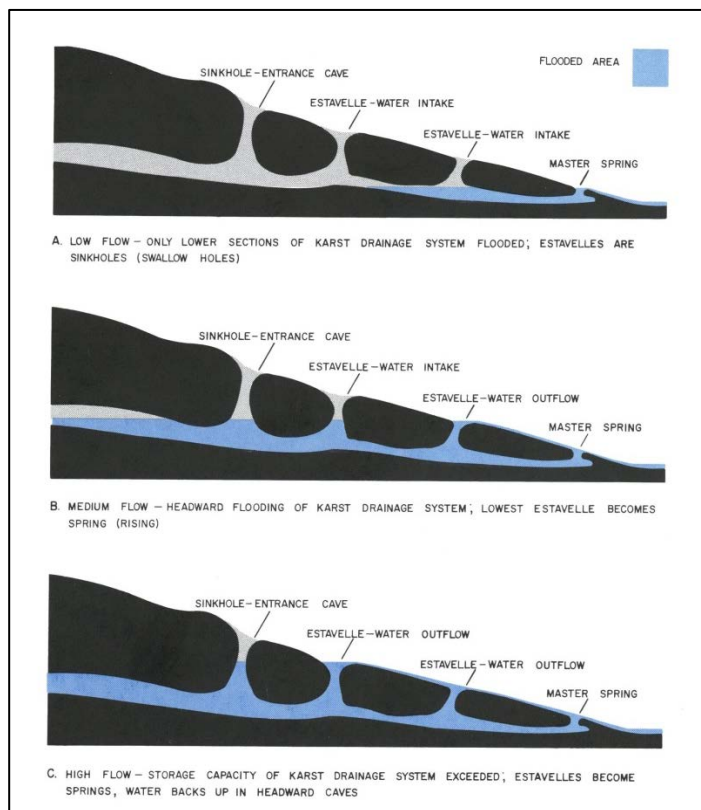 FLOODED AREA
SINKHOLE–ENTRANCE CAVE
ESTAVELLE–WATER INTAKE
ESTAVELLE–WATER INTAKE
MASTER SPRING
A. LOW FLOW – ONLY LOWER SECTIONS OF KARST DRAINAGE SYSTEM FLOODED; ESTAVELLES ARE
SINKHOLES (SWALLOW HOLES)
SINKHOLE–ENTRANCE CAVE
ESTAVELLE–WATER INTAKE
ESTAVELLE–WATER OUTFLOW
MASTER SPRING
B. MEDIUM FLOW – HEADWARD FLOODING OF KARST DRAINAGE SYSTEM; LOWEST ESTAVELLE BECOMES
SPRING (RISING)
SINKHOLE–ENTRANCE CAVE
ESTAVELLE–WATER OUTFLOW
ESTAVELLE–WATER OUTFLOW
MASTER SPRING
C. HIGH FLOW – STORAGE CAPACITY OF KARST DRAINAGE SYSTEM EXCEEDED; ESTAVELLES BECOME
SPRINGS, WATER BACKS UP IN HEADWARD CAVES